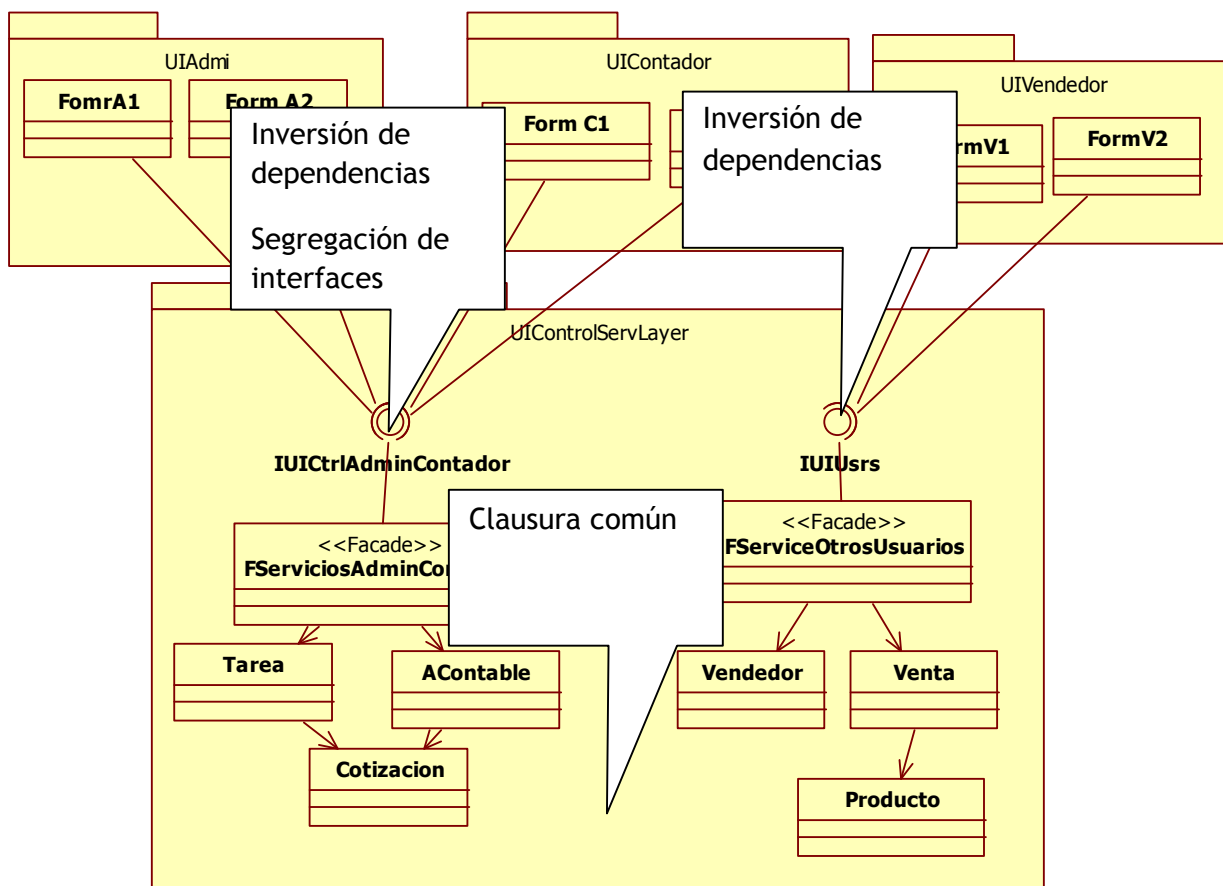 UIAdmi
FomrA1
Form A2
UIContador
Form C1
UIVendedor
rmV1
FormV2
Inversión de
dependencias
Segregación de
interfaces
Inversión de
dependencias
UIControlServLayer
IUICtrlAdminContador
IUIUsrs
Clausura común
<<Facade>>
FServiciosAdminCon
<<Facade>>
FServiceOtrosUsuarios
Tarea
AContable
Cotizacion
Vendedor
Venta
Producto